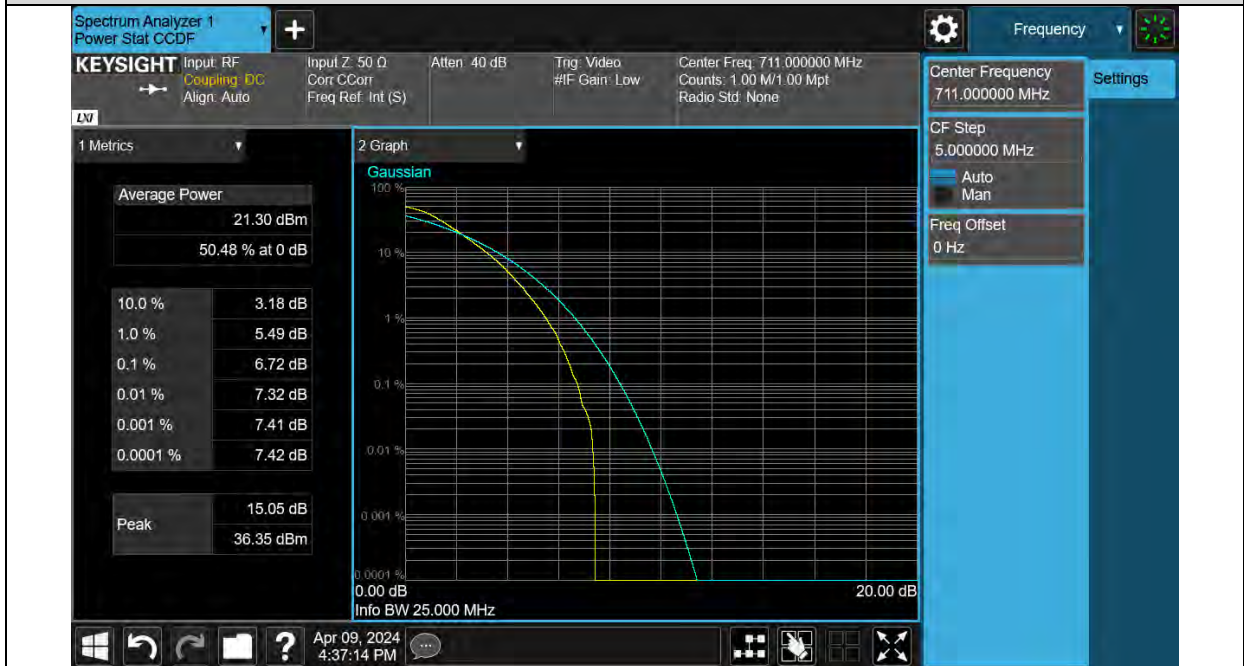 Spectrum Analyzer 1
Power Stat CCDF
Frequency
KEYSIGHT
Input: RF
Coupling: DC
Align: Auto
LXI
Input Z: 50 Ω
Corr CCorr
Freq Ref: Int (S)
Atten: 40 dB
Trig: Video
#IF Gain: Low
Center Freq: 711.000000 MHz
Counts: 1.00 M/1.00 Mpt
Radio Std: None
Center Frequency
711.000000 MHz
Settings
CF Step
5.000000 MHz
Auto
Man
Freq Offset
0 Hz
1 Metrics
Average Power
21.30 dBm
50.48 % at 0 dB
10.0 % 3.18 dB
1.0 % 5.49 dB
0.1 % 6.72 dB
0.01 % 7.32 dB
0.001 % 7.41 dB
0.0001 % 7.42 dB
Peak
15.05 dB
36.35 dBm
2 Graph
Gaussian
100 %
10 %
1 %
0.1 %
0.01 %
0.001 %
0.0001 %
0.00 dB
20.00 dB
Info BW 25.000 MHz
Apr 09, 2024
4:37:14 PM